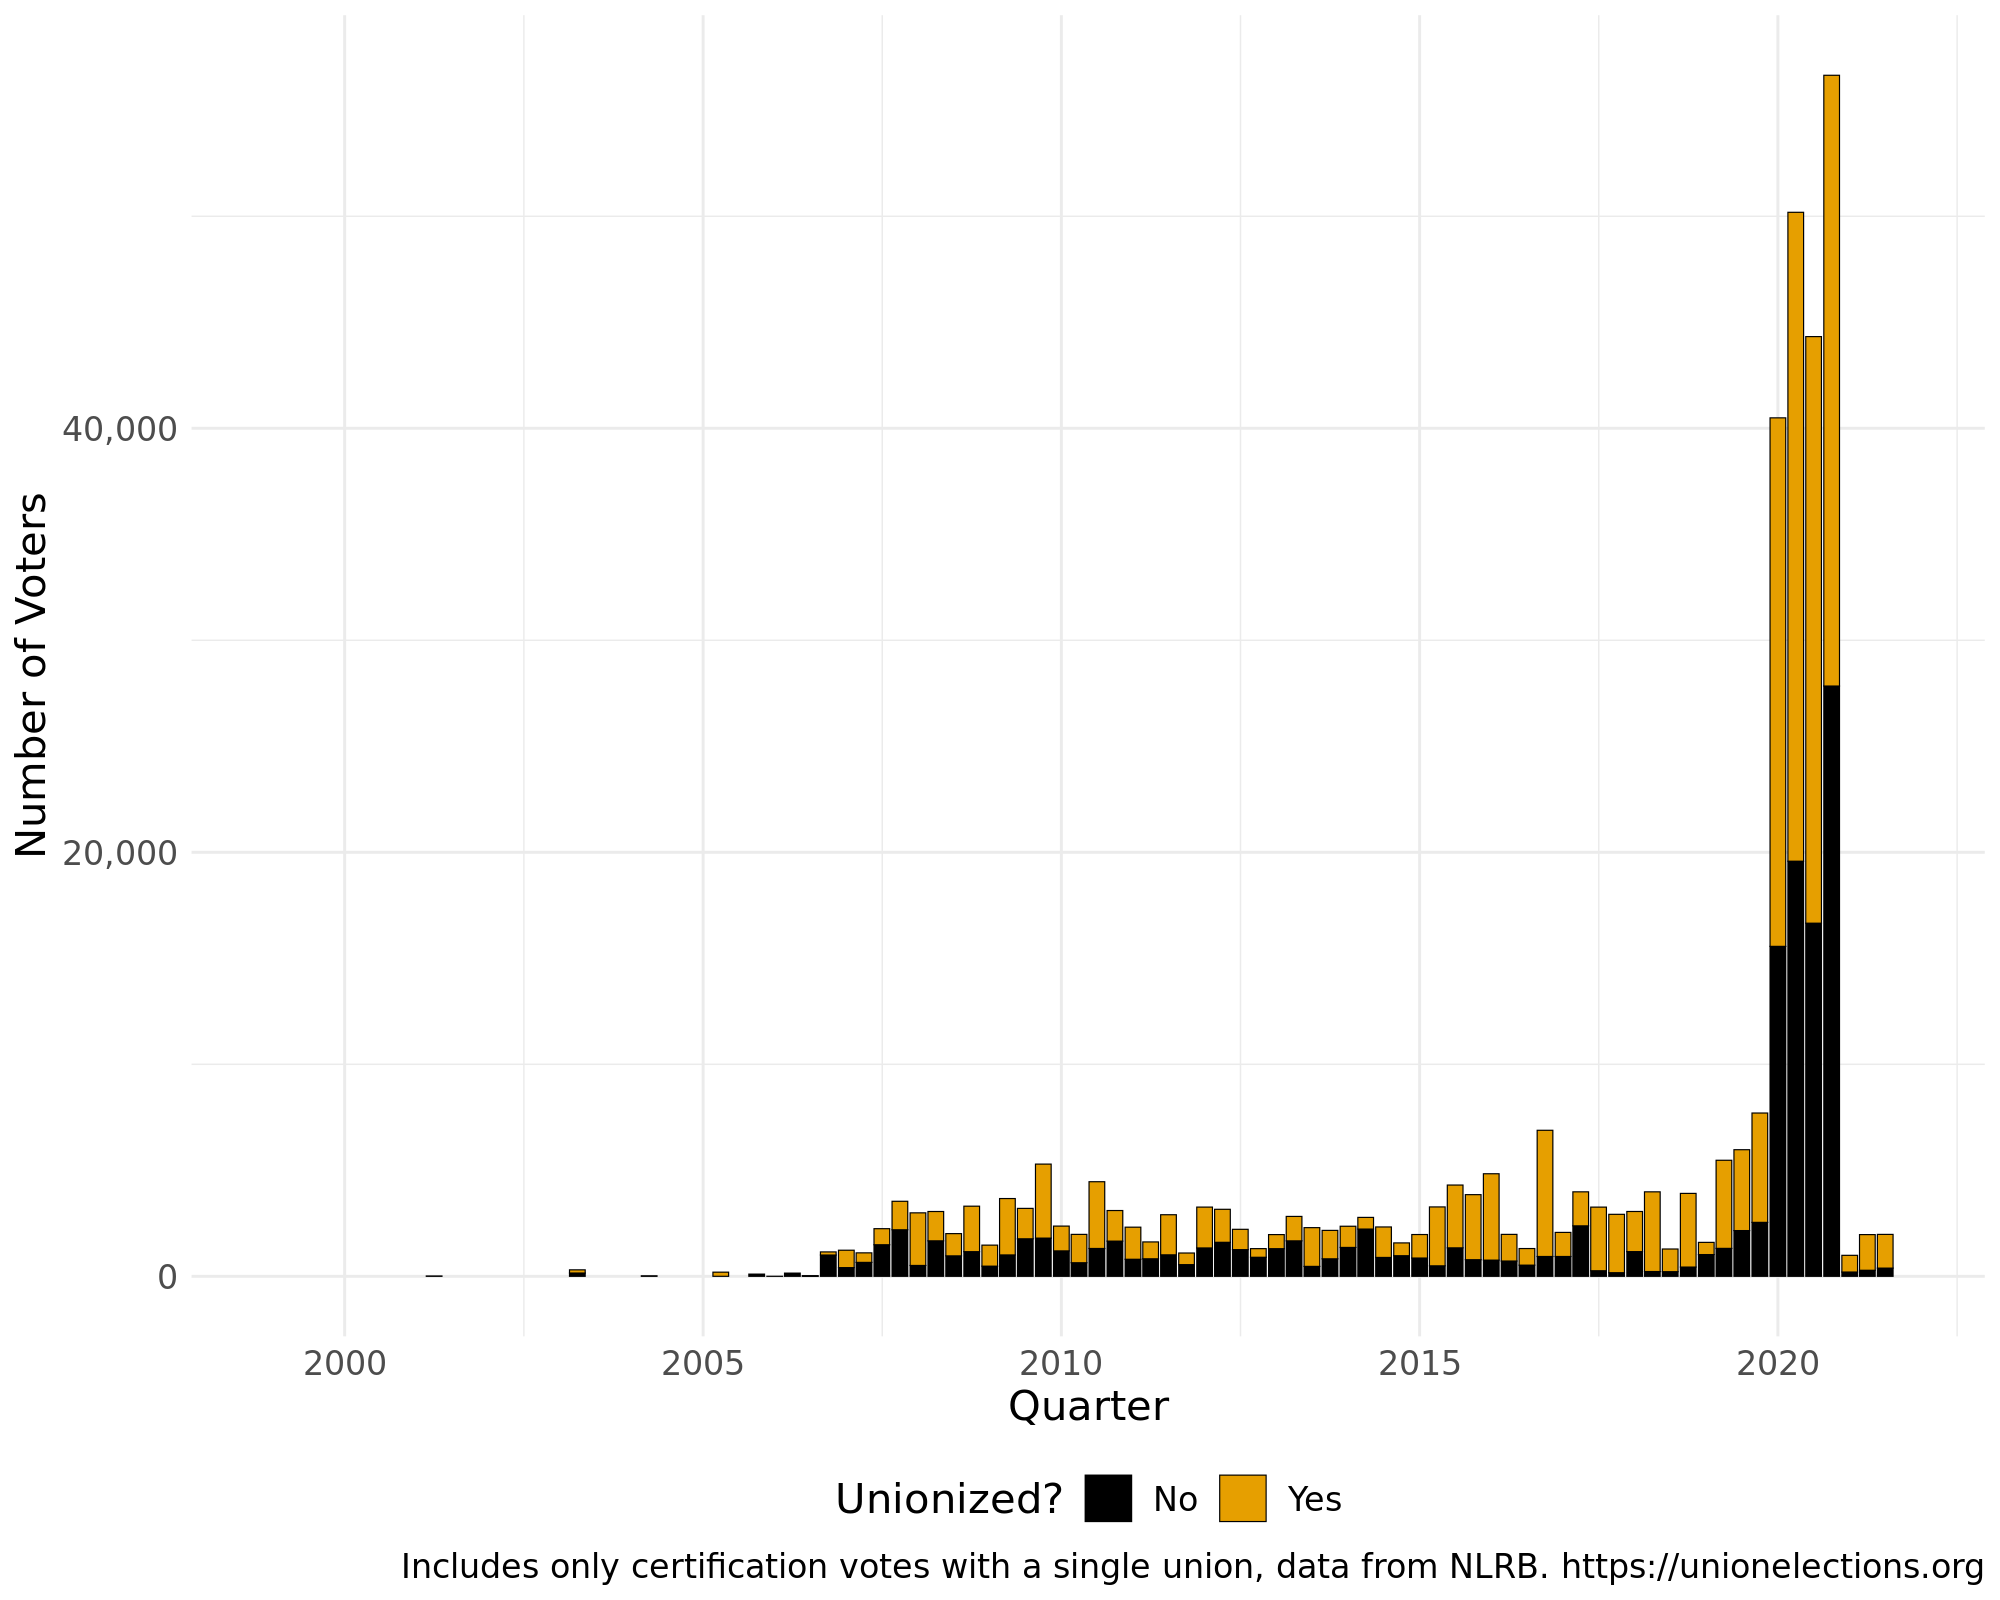 Number of Voters
40,000
20,000
0
2000 2005 2010 2015 2020
Quarter
Unionized? No Yes
Includes only certification votes with a single union, data from NLRB. https://unionelections.org